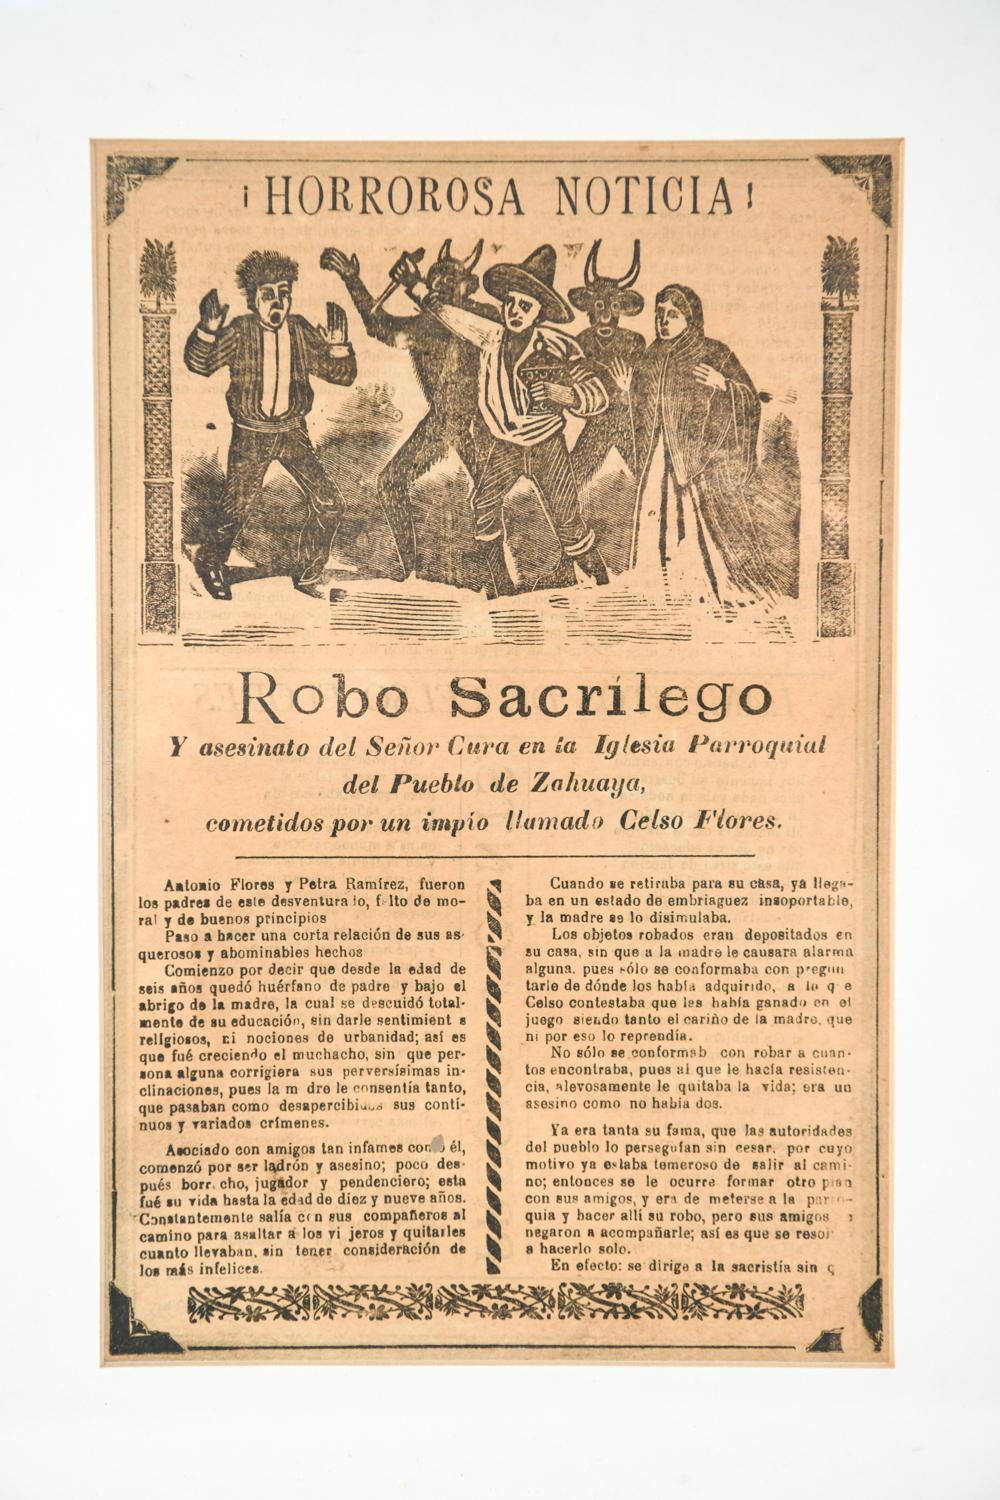 ¡HORROROSA NOTICIA!
Robo Sacrílego
Y asesinato del Señor Cura en la Iglesia Parroquial
del Pueblo de Zahuaya,
cometidos por un impío llamado Celso Flores.
Antonio Flores y Petra Ramírez, fueron
los padres de este desventura lo, f lto de mo-
ral y de buenos principios
Paso a hacer una corta relación de sus as-
querosos y abominables hechos
Comienzo por decir que desde la edad de
seis años quedó huérfano de padre y bajo el
abrigo de la madre, la cual se descuidó total-
mente de su educación, sin darle sentimient s
religiosos, ni nociones de urbanidad; así es
que fué creciendo el muchacho, sin que per-
sona alguna corrigiera sus perversísimas in-
clinaciones, pues la m dre le consentía tanto,
que pasaban como sus contí-
nuos y variados crímenes.
Asociado con amigos tan infames él,
comenzó por ser ladrón y asesino; poco des-
pués borr cho, jugador y pendenciero; esta
fué su vida hasta la edad de diez y nueve años.
Constantemente salía con sus compañeros al
camino para asaltar a los vi jeros y quitarles
cuanto llevaban, sin tener consideración de
los más infelices.
Cuando se retiraba para su casa, ya llega-
ba en un estado de embriaguez insoportable,
y la madre se lo disimulaba.
Los objetos robados eran depositados en
su casa, sin que a la madre le causara alarma
alguna, pues sólo se conformaba con pregun
tarle de dónde los había adquirido, a lo q e
Celso contestaba que les había ganado en el
juego siendo tanto el cariño de la madre, que
ni por eso lo reprendía.
No sólo se conformab con robar a cuan-
tos encontraba, pues al que le hacía resisten-
cia, alevosamente le quitaba la vida; era un
asesino como no había dos.
Ya era tanta su fama, que las autoridades
del pueblo lo perseguían sin cesar, por cuyo
motivo ya estaba temeroso de salir al cami-
no; entonces se le ocurre formar otro plan
con sus amigos, y era de meterse a la
quia y hacer allí su robo, pero sus amigos
negaron a acompañarle; así es que se
a hacerlo solo.
En efecto: se dirige a la sacristía sin q